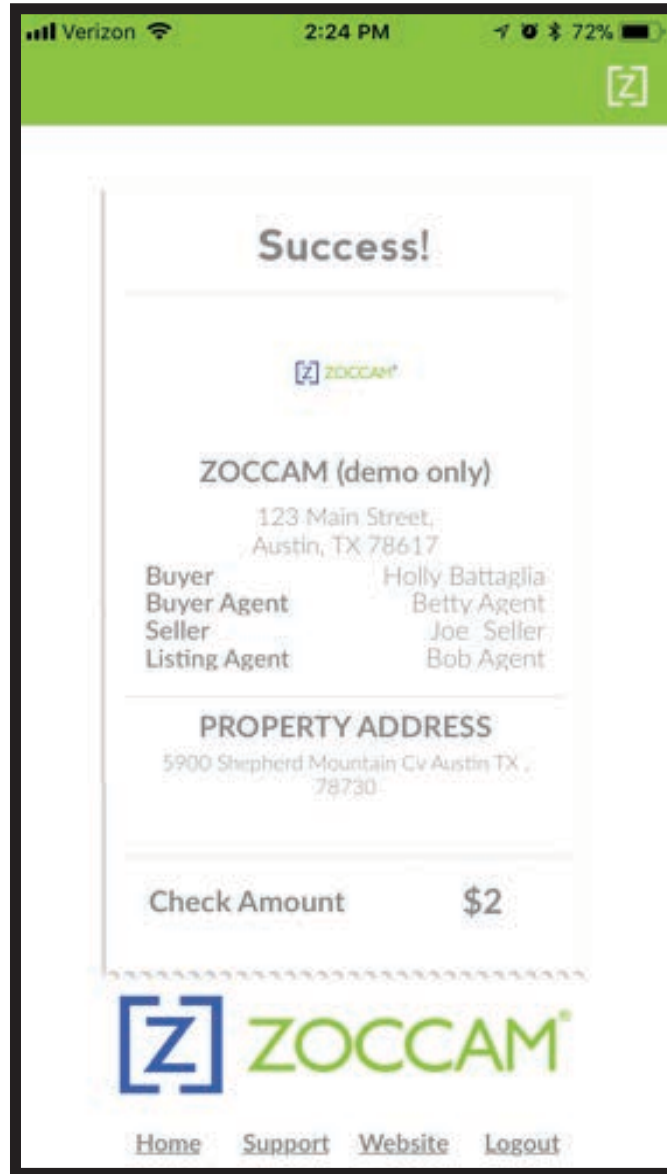 Verizon 2:24 PM 72%
[Z]
Success!
[Z] ZOCCAM®
ZOCCAM (demo only)
123 Main Street,
Austin, TX 78617
Buyer Holly Battaglia
Buyer Agent Betty Agent
Seller Joe Seller
Listing Agent Bob Agent
PROPERTY ADDRESS
5900 Shepherd Mountain Cv Austin TX ,
78730
Check Amount $2
[Z] ZOCCAM®
Home Support Website Logout